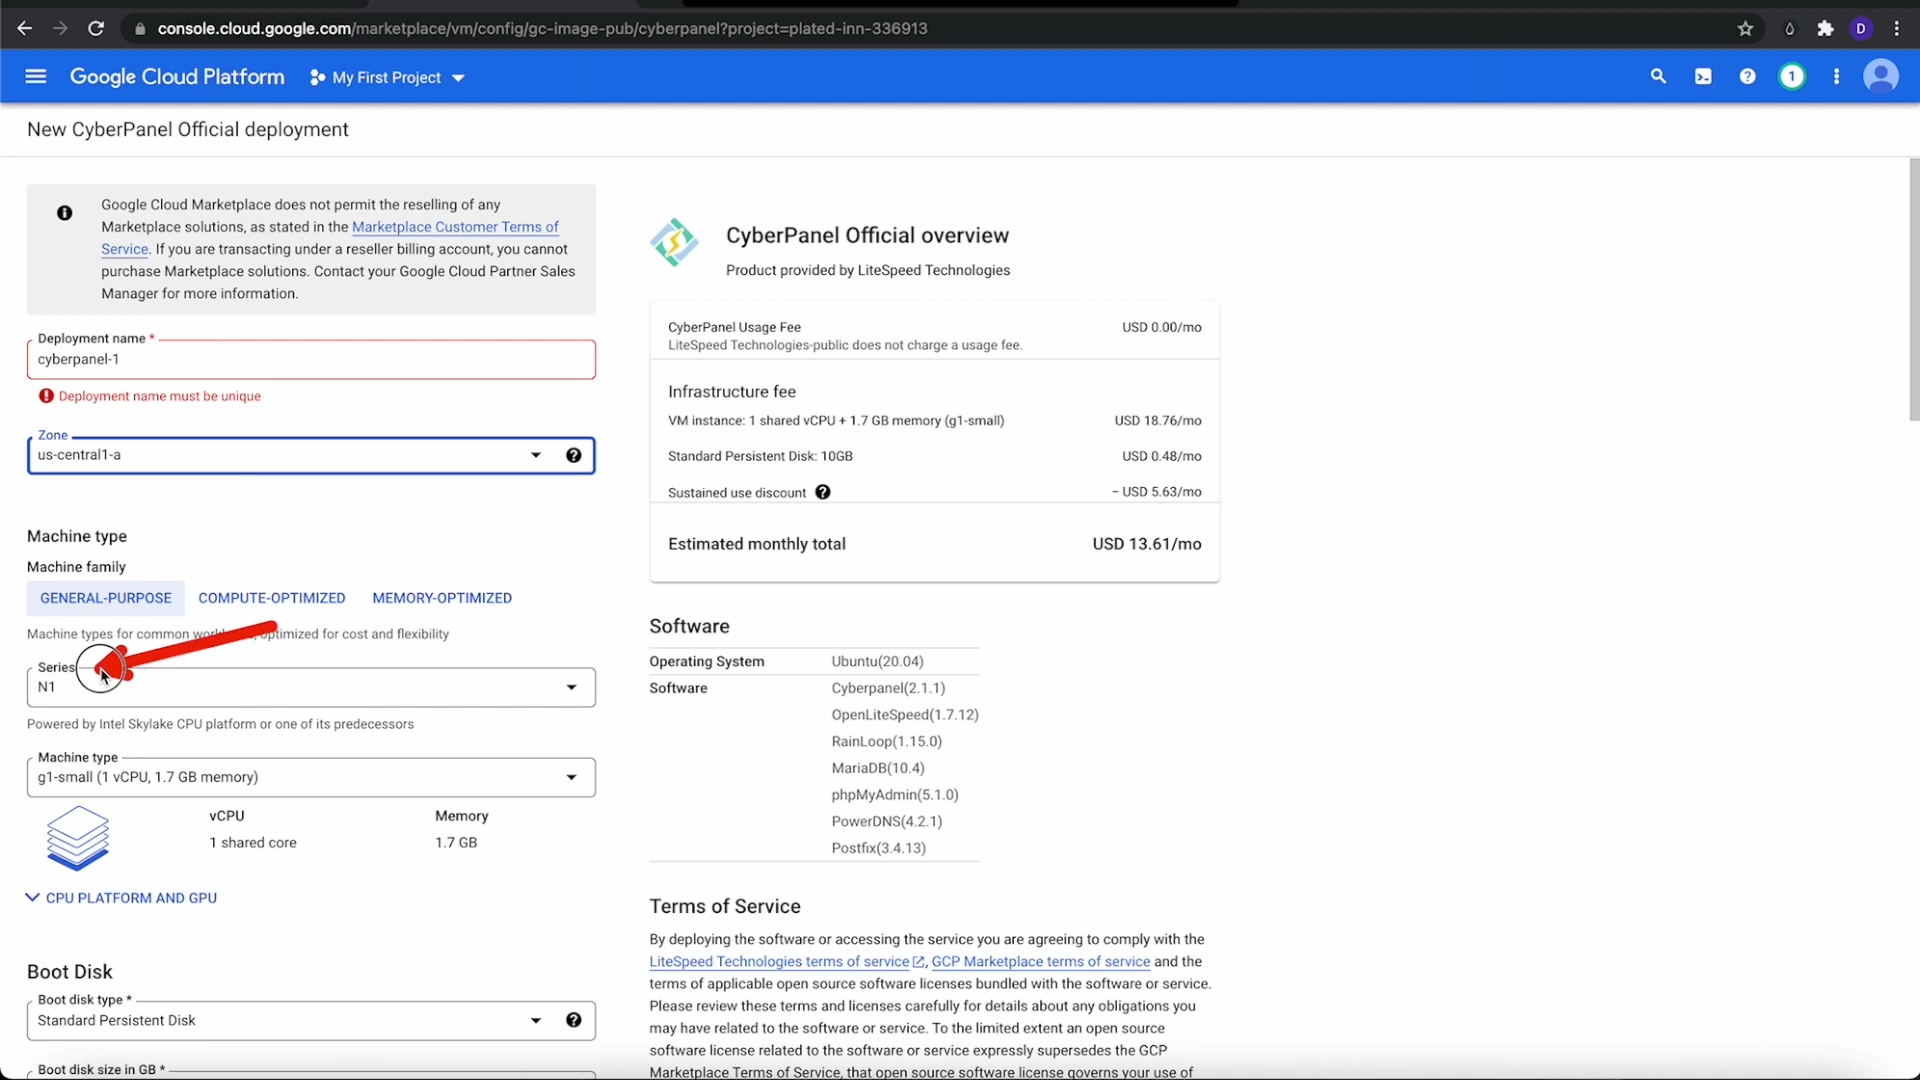 console.cloud.google.com/marketplace/vm/config/gc-image-pub/cyberpanel?project=plated-inn-336913
D
Google Cloud Platform
My First Project
1
New CyberPanel Official deployment
Google Cloud Marketplace does not permit the reselling of any
Marketplace solutions, as stated in the Marketplace Customer Terms of
Service. If you are transacting under a reseller billing account, you cannot
purchase Marketplace solutions. Contact your Google Cloud Partner Sales
Manager for more information.
Deployment name *
cyberpanel-1
Deployment name must be unique
Zone
us-central1-a
Machine type
Machine family
GENERAL-PURPOSE
COMPUTE-OPTIMIZED
MEMORY-OPTIMIZED
Machine types for common optimized for cost and flexibility
Series
N1
Powered by Intel Skylake CPU platform or one of its predecessors
Machine type
g1-small (1 vCPU, 1.7 GB memory)
vCPU
Memory
1 shared core
1.7 GB
CPU PLATFORM AND GPU
Boot Disk
Boot disk type *
Standard Persistent Disk
Boot disk size in GB *
CyberPanel Official overview
Product provided by LiteSpeed Technologies
CyberPanel Usage Fee
USD 0.00/mo
LiteSpeed Technologies-public does not charge a usage fee.
Infrastructure fee
VM instance: 1 shared vCPU + 1.7 GB memory (g1-small)
USD 18.76/mo
Standard Persistent Disk: 10GB
USD 0.48/mo
Sustained use discount
- USD 5.63/mo
Estimated monthly total
USD 13.61/mo
Software
Operating System
Ubuntu(20.04)
Software
Cyberpanel(2.1.1)
OpenLiteSpeed(1.7.12)
RainLoop(1.15.0)
MariaDB(10.4)
phpMyAdmin(5.1.0)
PowerDNS(4.2.1)
Postfix(3.4.13)
Terms of Service
By deploying the software or accessing the service you are agreeing to comply with the
LiteSpeed Technologies terms of service, GCP Marketplace terms of service and the
terms of applicable open source software licenses bundled with the software or service.
Please review these terms and licenses carefully for details about any obligations you
may have related to the software or service. To the limited extent an open source
software license related to the software or service expressly supersedes the GCP
Marketplace Terms of Service, that open source software license governs your use of